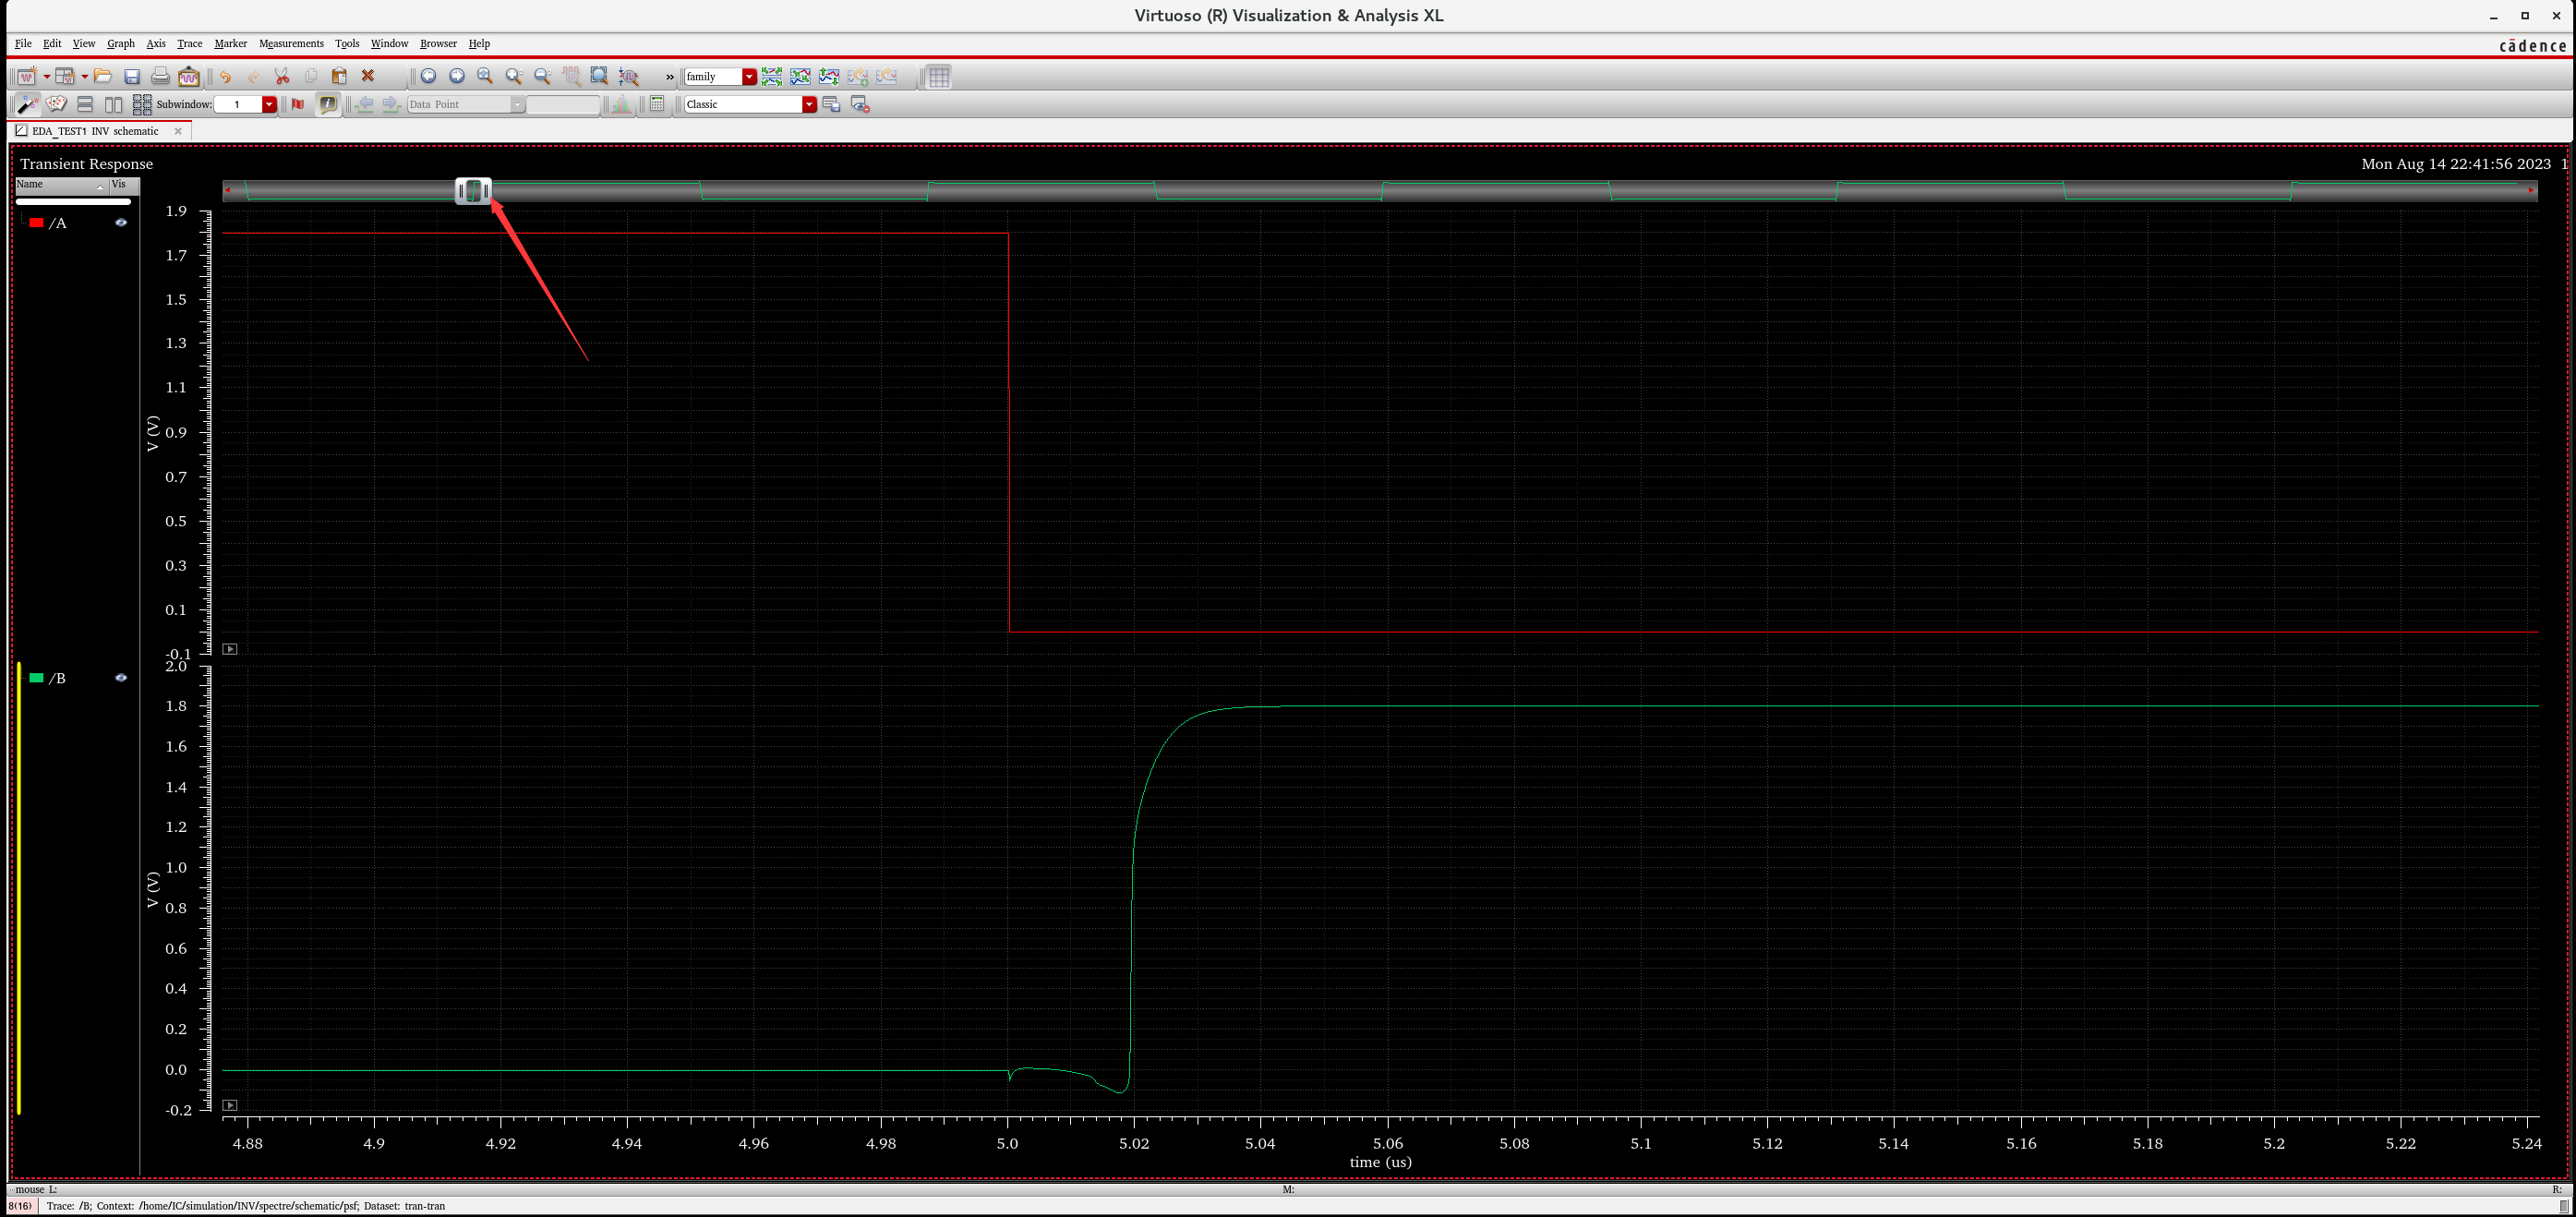 Virtuoso (R) Visualization & Analysis XL
File Edit View Graph Axis Trace Marker Measurements Tools Window Browser Help
cādence
» family
Subwindow: 1 Data Point Classic
EDA_TEST1 INV schematic
Transient Response
Mon Aug 14 22:41:56 2023 1
Name Vis
/A
1.9
1.7
1.5
1.3
1.1
0.9
0.7
0.5
0.3
0.1
-0.1
V (V)
/B
2.0
1.8
1.6
1.4
1.2
1.0
0.8
0.6
0.4
0.2
0.0
-0.2
V (V)
4.88 4.9 4.92 4.94 4.96 4.98 5.0 5.02 5.04 5.06 5.08 5.1 5.12 5.14 5.16 5.18 5.2 5.22 5.24
time (us)
mouse L: M: R:
8(16) Trace: /B; Context: /home/IC/simulation/INV/spectre/schematic/psf; Dataset: tran-tran